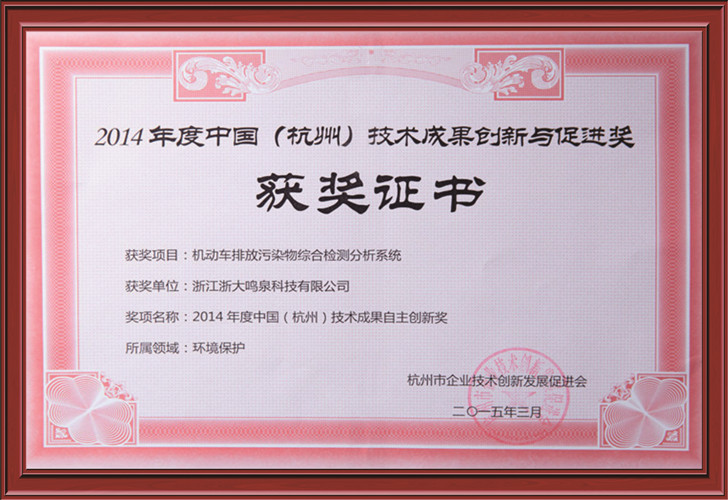 2014年度中国（杭州）技术成果创新与促进奖
获奖证书
获奖项目：机动车排放污染物综合检测分析系统
获奖单位：浙江浙大鸣泉科技有限公司
奖项名称：2014年度中国（杭州）技术成果自主创新奖
所属领域：环境保护
杭州市企业技术创新发展促进会
二〇一五年三月